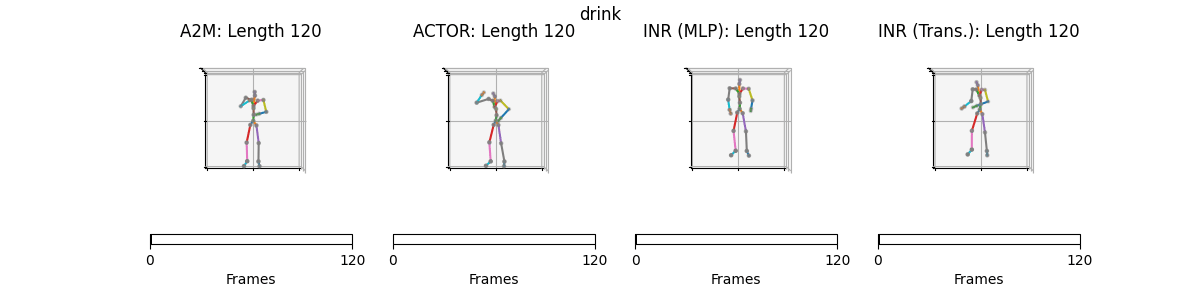 drink
A2M: Length 120
ACTOR: Length 120
INR (MLP): Length 120
INR (Trans.): Length 120
0
120
Frames
0
120
Frames
0
120
Frames
0
120
Frames